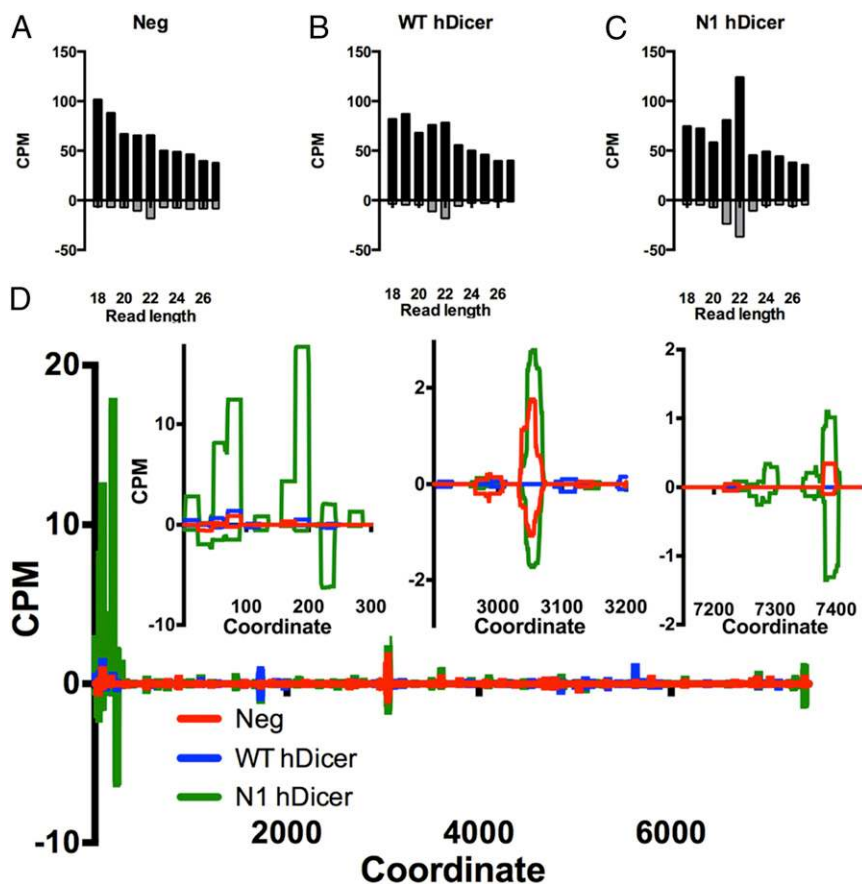 A Neg B WT hDicer C N1 hDicer
150 150 150
100 100 100
50 50 50
0 0 0
-50 -50 -50
CPM CPM CPM
18 20 22 24 26 18 20 22 24 26 18 20 22 24 26
Read length Read length Read length
D
20
10
0
-10
CPM
10
0
-10
CPM
100 200 300
Coordinate
2
0
-2
3000 3100 3200
Coordinate
2
1
0
-1
-2
7200 7300 7400
Coordinate
Neg
WT hDicer
N1 hDicer
2000 4000 6000
Coordinate